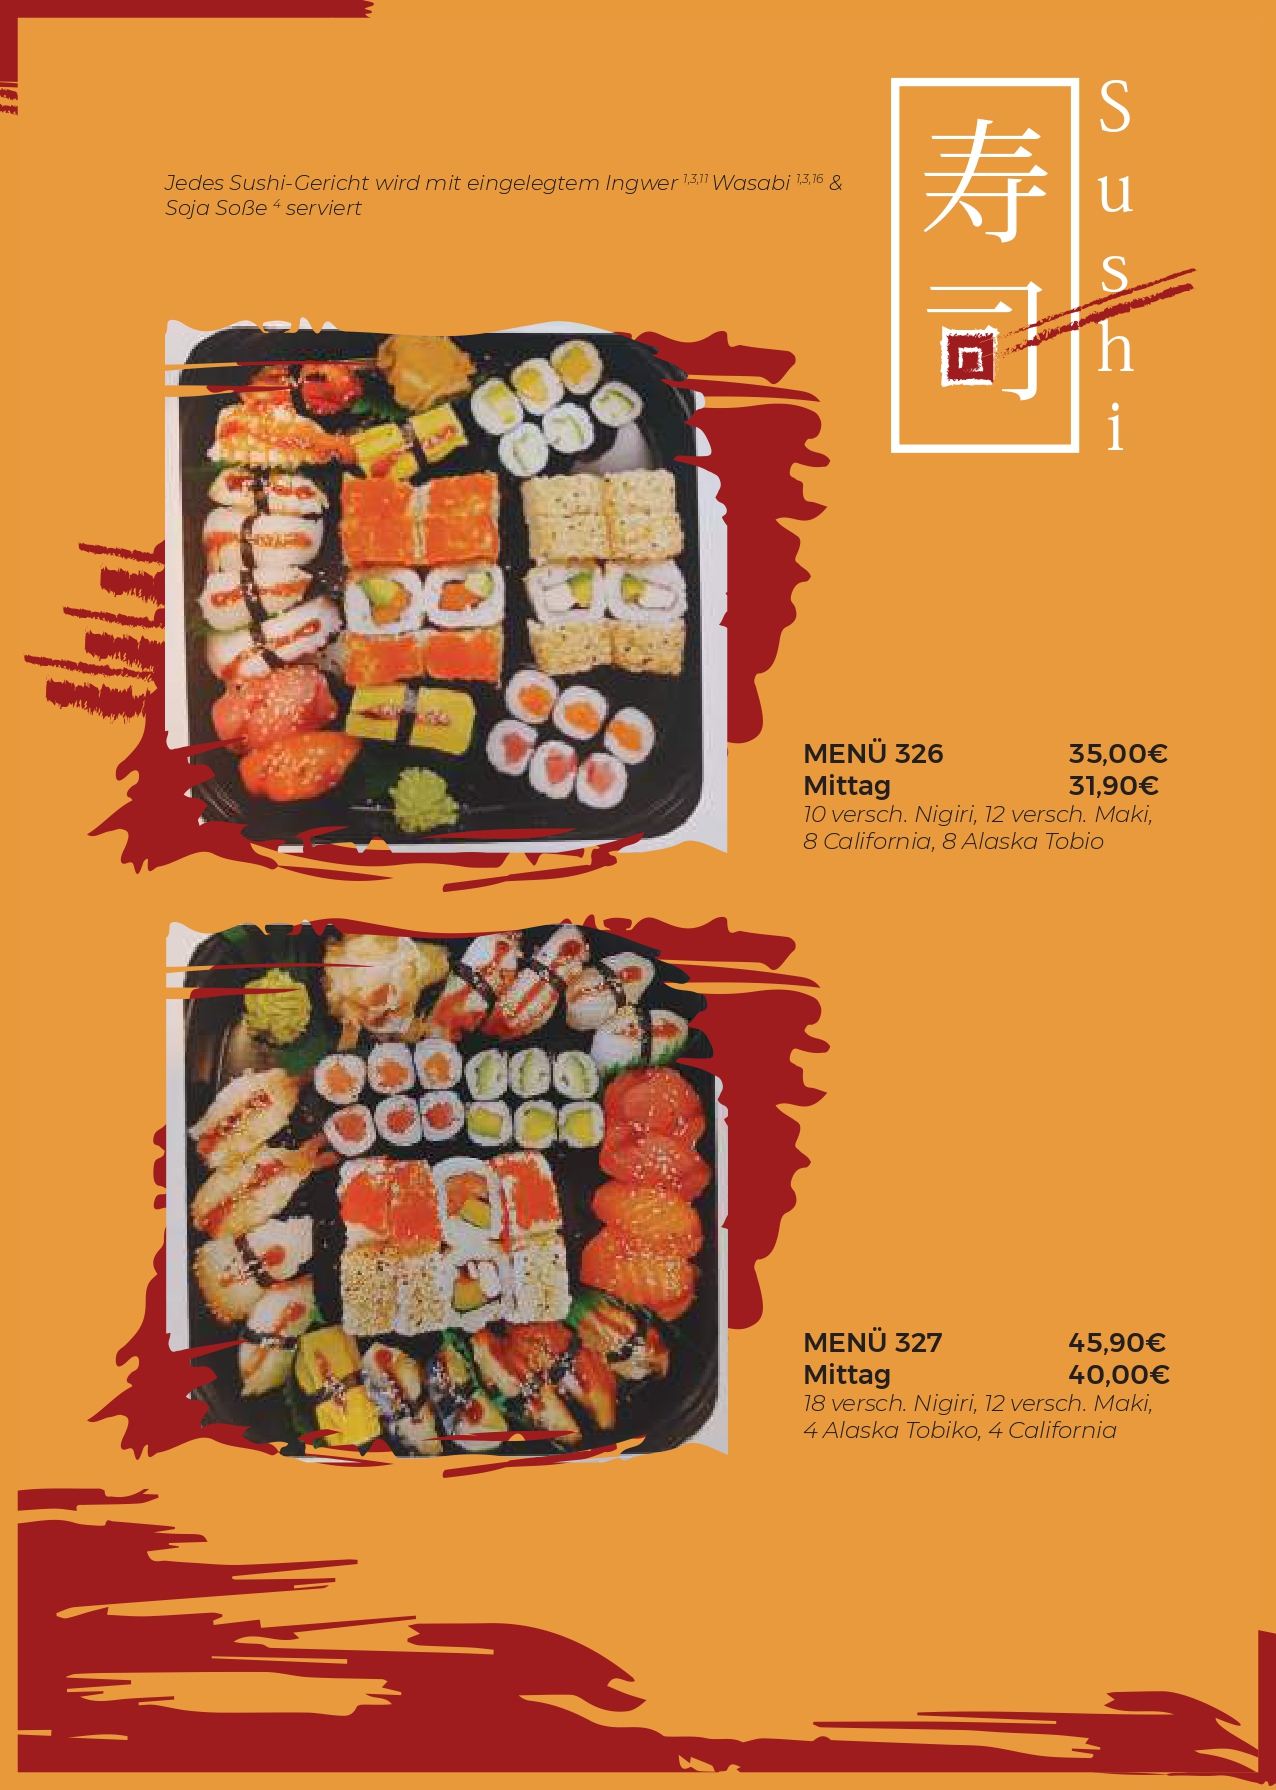 寿司
Sushi
Jedes Sushi-Gericht wird mit eingelegtem Ingwer 1,3,11 Wasabi 1,3,16 &
Soja Soße 4 serviert
MENÜ 326 35,00€
Mittag 31,90€
10 versch. Nigiri, 12 versch. Maki,
8 California, 8 Alaska Tobio
MENÜ 327 45,90€
Mittag 40,00€
18 versch. Nigiri, 12 versch. Maki,
4 Alaska Tobiko, 4 California